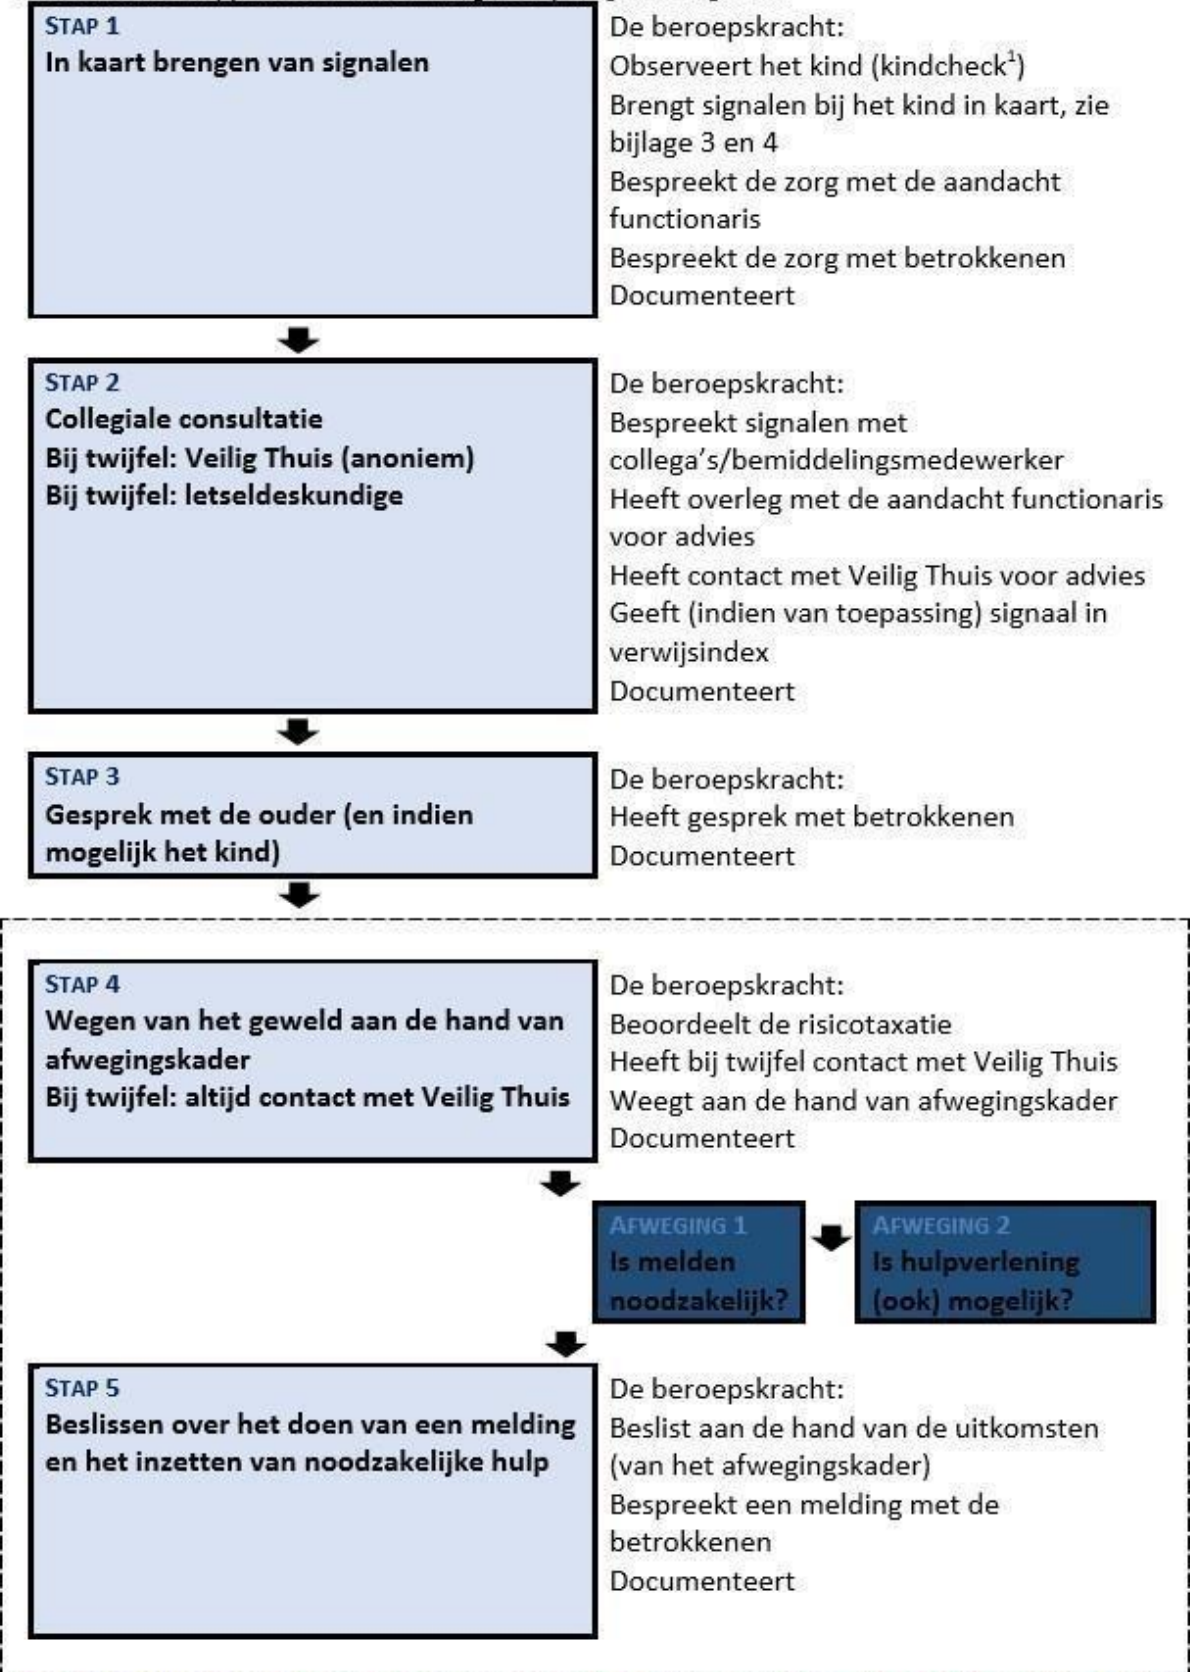 STAP 1
In kaart brengen van signalen
De beroepskracht:
Observeert het kind (kindcheck¹)
Brengt signalen bij het kind in kaart, zie
bijlage 3 en 4
Bespreekt de zorg met de aandacht
functionaris
Bespreekt de zorg met betrokkenen
Documenteert
STAP 2
Collegiale consultatie
Bij twijfel: Veilig Thuis (anoniem)
Bij twijfel: letseldeskundige
De beroepskracht:
Bespreekt signalen met
collega's/bemiddelingsmedewerker
Heeft overleg met de aandacht functionaris
voor advies
Heeft contact met Veilig Thuis voor advies
Geeft (indien van toepassing) signaal in
verwijsindex
Documenteert
STAP 3
Gesprek met de ouder (en indien
mogelijk het kind)
De beroepskracht:
Heeft gesprek met betrokkenen
Documenteert
STAP 4
Wegen van het geweld aan de hand van
afwegingskader
Bij twijfel: altijd contact met Veilig Thuis
De beroepskracht:
Beoordeelt de risicotaxatie
Heeft bij twijfel contact met Veilig Thuis
Weegt aan de hand van afwegingskader
Documenteert
AFWEGING 1
Is melden
noodzakelijk?
AFWEGING 2
Is hulpverlening
(ook) mogelijk?
STAP 5
Beslissen over het doen van een melding
en het inzetten van noodzakelijke hulp
De beroepskracht:
Beslist aan de hand van de uitkomsten
(van het afwegingskader)
Bespreekt een melding met de
betrokkenen
Documenteert